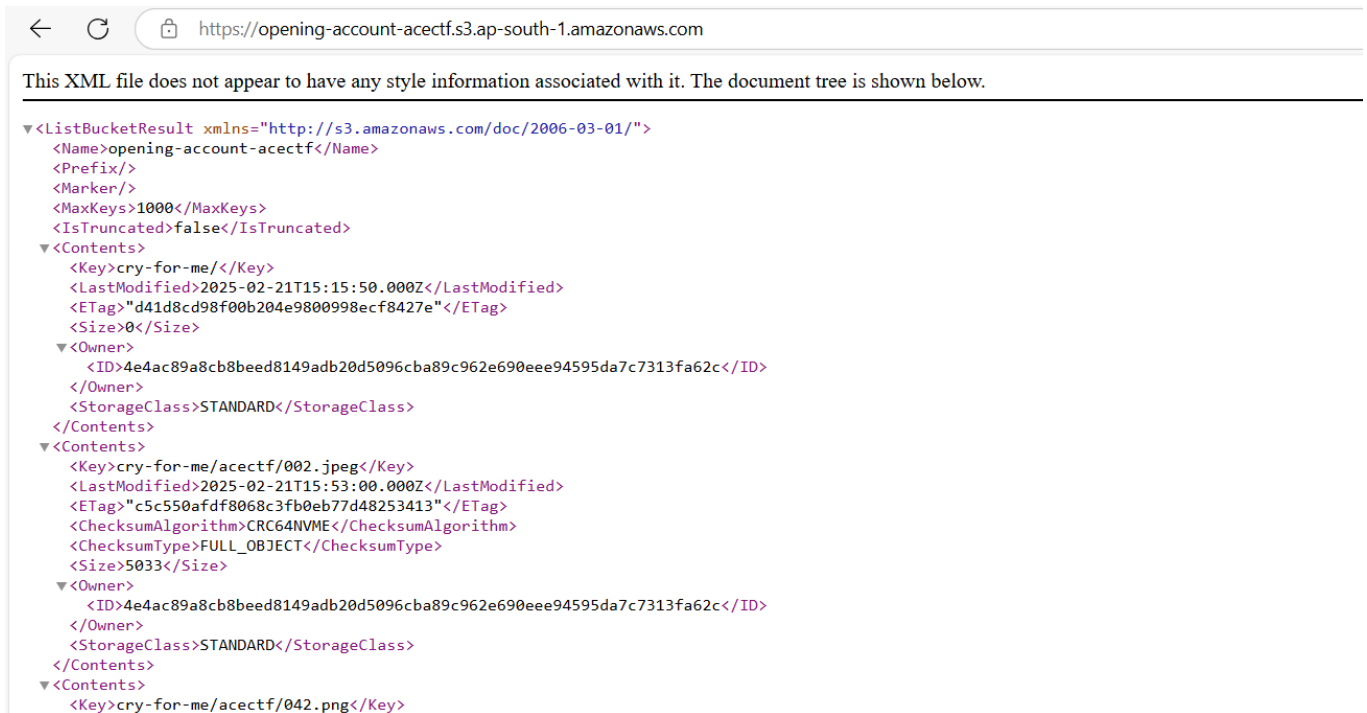 https://opening-account-acectf.s3.ap-south-1.amazonaws.com
This XML file does not appear to have any style information associated with it. The document tree is shown below.
▼<ListBucketResult xmlns="http://s3.amazonaws.com/doc/2006-03-01/">
<Name>opening-account-acectf</Name>
<Prefix/>
<Marker/>
<MaxKeys>1000</MaxKeys>
<IsTruncated>false</IsTruncated>
▼<Contents>
<Key>cry-for-me/</Key>
<LastModified>2025-02-21T15:15:50.000Z</LastModified>
<ETag>"d41d8cd98f00b204e9800998ecf8427e"</ETag>
<Size>0</Size>
▼<Owner>
<ID>4e4ac89a8cb8beed8149adb20d5096cba89c962e690eee94595da7c7313fa62c</ID>
</Owner>
<StorageClass>STANDARD</StorageClass>
</Contents>
▼<Contents>
<Key>cry-for-me/acectf/002.jpeg</Key>
<LastModified>2025-02-21T15:53:00.000Z</LastModified>
<ETag>"c5c550afdf8068c3fb0eb77d48253413"</ETag>
<ChecksumAlgorithm>CRC64NVME</ChecksumAlgorithm>
<ChecksumType>FULL_OBJECT</ChecksumType>
<Size>5033</Size>
▼<Owner>
<ID>4e4ac89a8cb8beed8149adb20d5096cba89c962e690eee94595da7c7313fa62c</ID>
</Owner>
<StorageClass>STANDARD</StorageClass>
</Contents>
▼<Contents>
<Key>cry-for-me/acectf/042.png</Key>